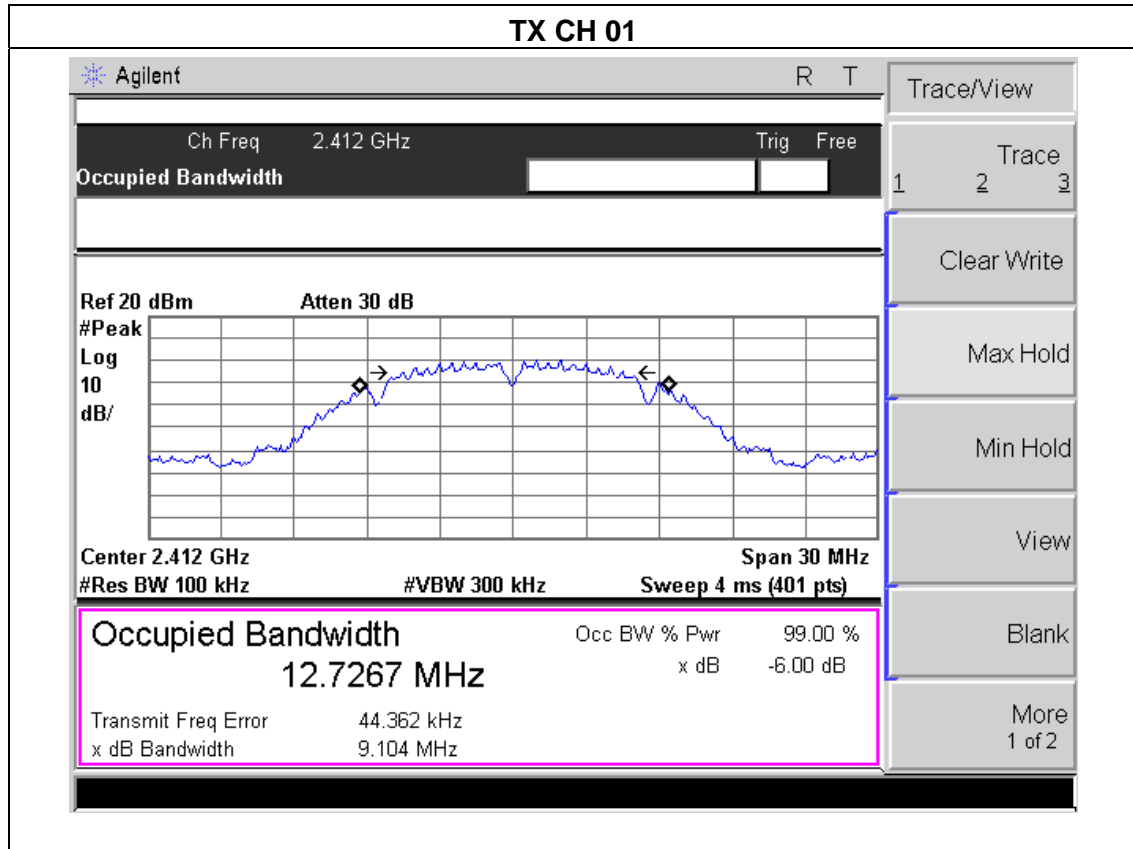 TX CH 01
Agilent R T
Ch Freq 2.412 GHz Trig Free
Occupied Bandwidth
Ref 20 dBm Atten 30 dB
#Peak
Log
10
dB/
Center 2.412 GHz Span 30 MHz
#Res BW 100 kHz #VBW 300 kHz Sweep 4 ms (401 pts)
Occupied Bandwidth Occ BW % Pwr 99.00 %
12.7267 MHz x dB -6.00 dB
Transmit Freq Error 44.362 kHz
x dB Bandwidth 9.104 MHz
Trace/View
Trace
1 2 3
Clear Write
Max Hold
Min Hold
View
Blank
More
1 of 2